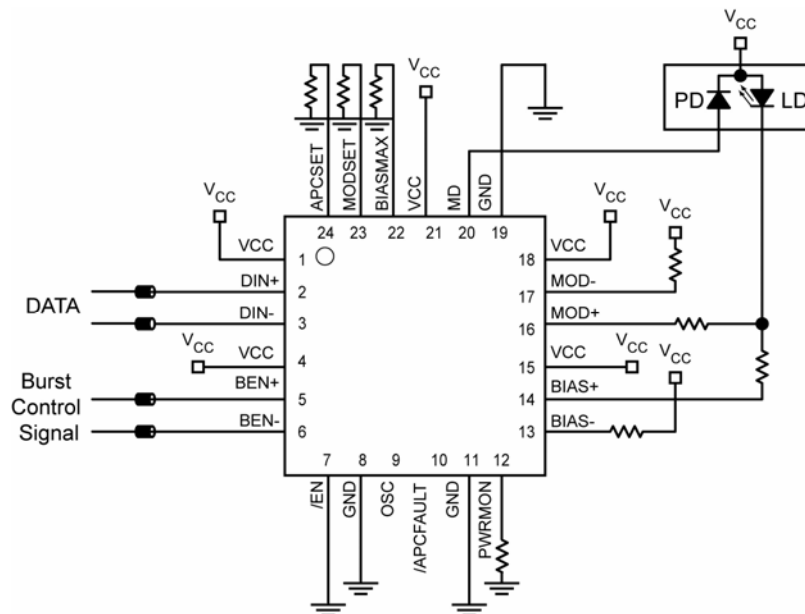 VCC
PD
LD
VCC
APCSET
MODSET
BIASMAX
VCC
MD
GND
24
23
22
21
20
19
VCC
VCC
1
DIN+
2
DATA
DIN-
3
VCC
VCC
4
Burst
Control
Signal
BEN+
5
BEN-
6
VCC
18
VCC
VCC
MOD-
17
MOD+
16
VCC
15
VCC
BIAS+
14
BIAS-
13
7
8
9
10
11
12
/EN
GND
OSC
/APCFAULT
GND
PWRMON